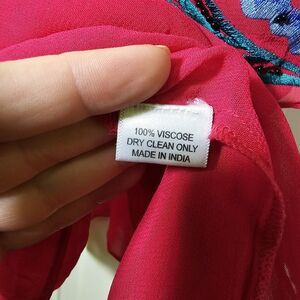 100% VISCOSE
DRY CLEAN ONLY
MADE IN INDIA